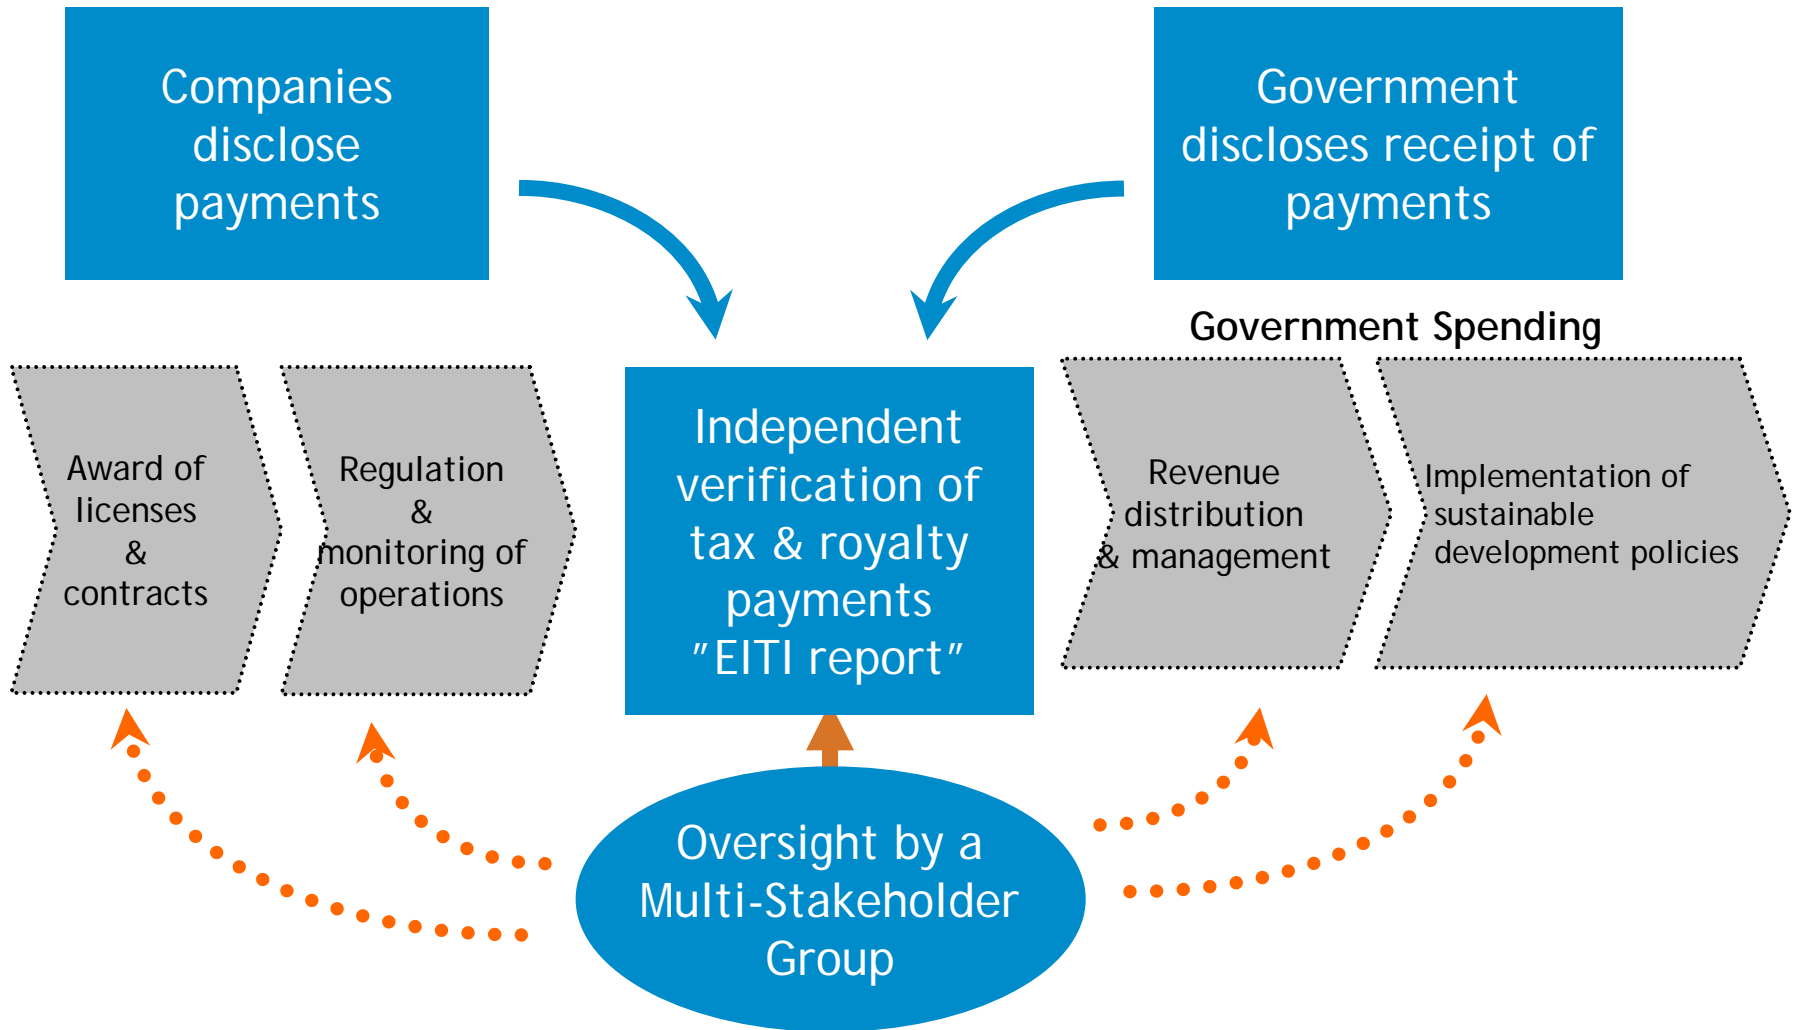 Companies
disclose
payments
Government
discloses receipt of
payments
Government Spending
Award of
licenses
&
contracts
Regulation
&
monitoring of
operations
Independent
verification of
tax & royalty
payments
"EITI report"
Revenue
distribution
& management
Implementation of
sustainable
development policies
Oversight by a
Multi-Stakeholder
Group